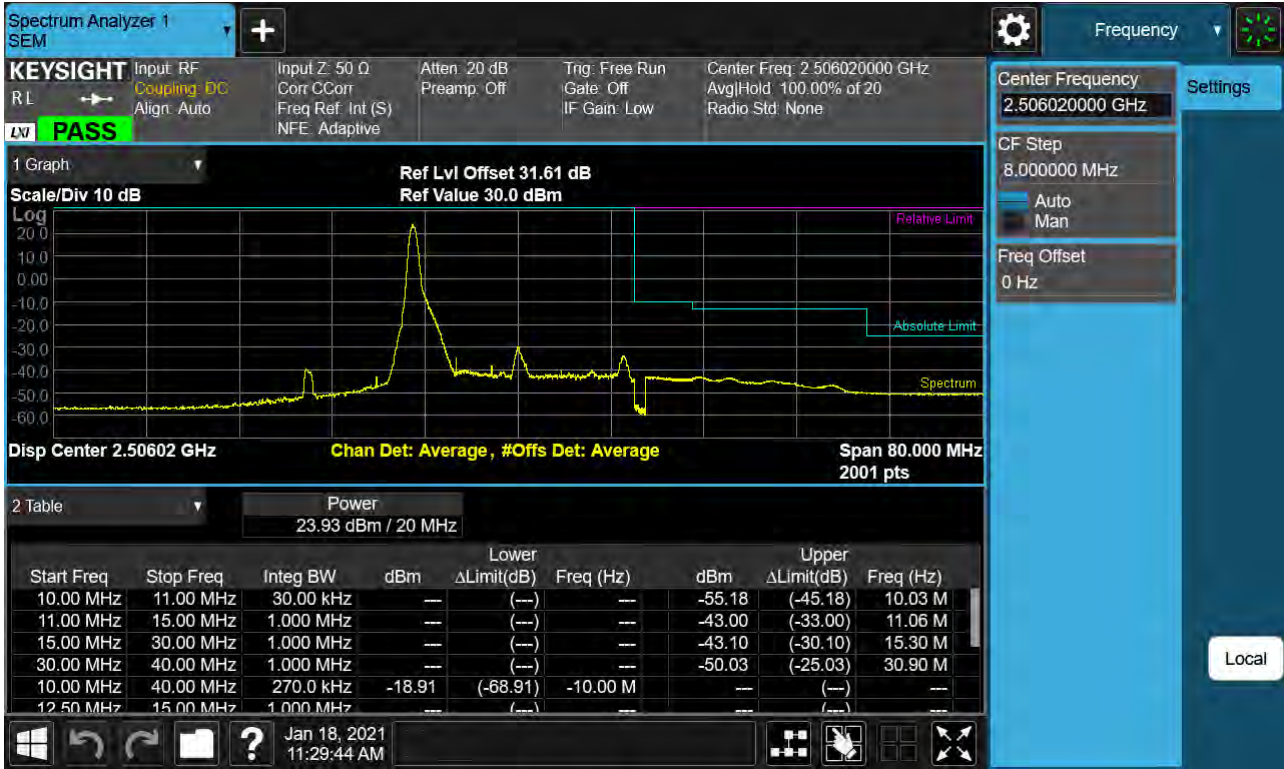 Spectrum Analyzer 1
SEM
Frequency
KEYSIGHT
RL
LXI
PASS
Input: RF
Coupling: DC
Align: Auto
Input Z: 50 Ω
Corr CCorr
Freq Ref: Int (S)
NFE: Adaptive
Atten: 20 dB
Preamp: Off
Trig: Free Run
Gate: Off
IF Gain: Low
Center Freq: 2.506020000 GHz
Avg|Hold: 100.00% of 20
Radio Std: None
Center Frequency
2.506020000 GHz
Settings
CF Step
8.000000 MHz
Auto
Man
Freq Offset
0 Hz
Local
1 Graph
Scale/Div 10 dB
Ref Lvl Offset 31.61 dB
Ref Value 30.0 dBm
Log
20.0
10.0
0.00
-10.0
-20.0
-30.0
-40.0
-50.0
-60.0
Relative Limit
Absolute Limit
Spectrum
Disp Center 2.50602 GHz
Chan Det: Average, #Offs Det: Average
Span 80.000 MHz
2001 pts
2 Table
Power
23.93 dBm / 20 MHz
Lower Upper
Start Freq Stop Freq Integ BW dBm ΔLimit(dB) Freq (Hz) dBm ΔLimit(dB) Freq (Hz)
10.00 MHz 11.00 MHz 30.00 kHz --- (---) --- -55.18 (-45.18) 10.03 M
11.00 MHz 15.00 MHz 1.000 MHz --- (---) --- -43.00 (-33.00) 11.06 M
15.00 MHz 30.00 MHz 1.000 MHz --- (---) --- -43.10 (-30.10) 15.30 M
30.00 MHz 40.00 MHz 1.000 MHz --- (---) --- -50.03 (-25.03) 30.90 M
10.00 MHz 40.00 MHz 270.0 kHz -18.91 (-68.91) -10.00 M --- (---) ---
12.50 MHz 15.00 MHz 1.000 MHz --- (---) --- --- (---) ---
Jan 18, 2021
11:29:44 AM